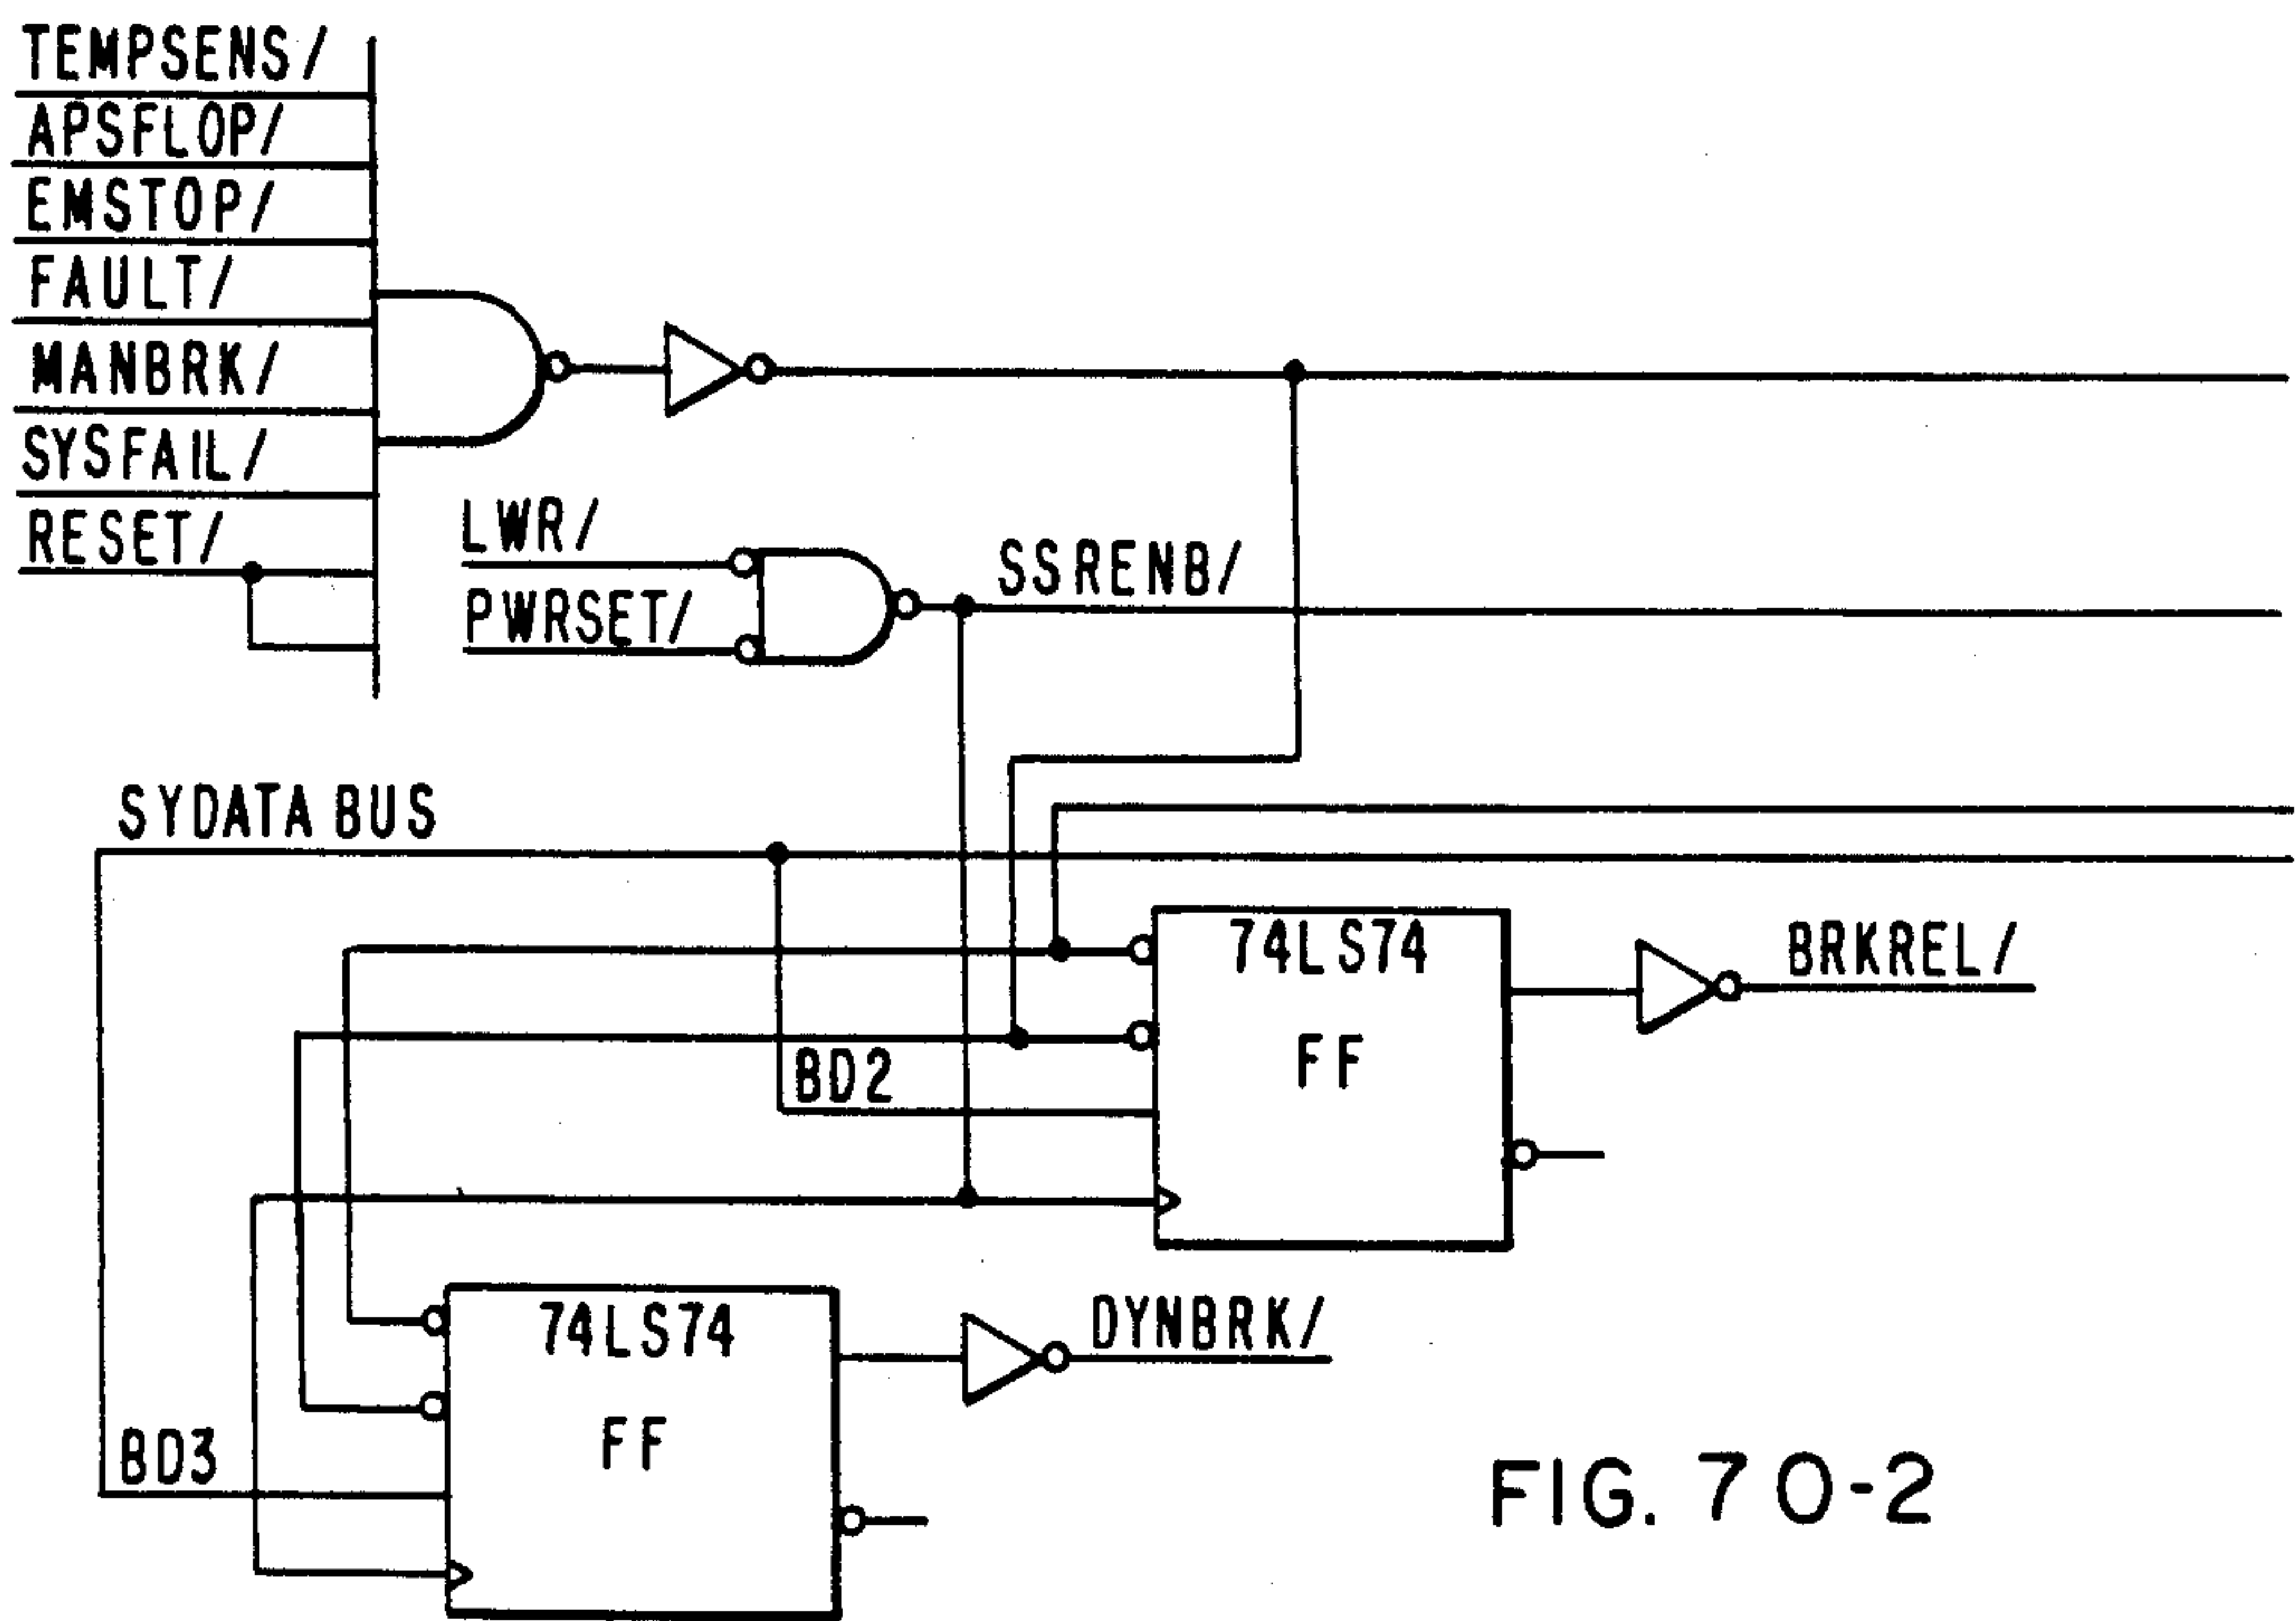 TEMPSENS/
APSFLOP/
EMSTOP/
FAULT/
MANBRK/
SYSFAIL/
RESET/
LWR/
PWRSET/
SSRENB/
SYDATA BUS
74LS74
FF
BRKREL/
BD2
74LS74
FF
DYNBRK/
BD3
FIG. 70-2